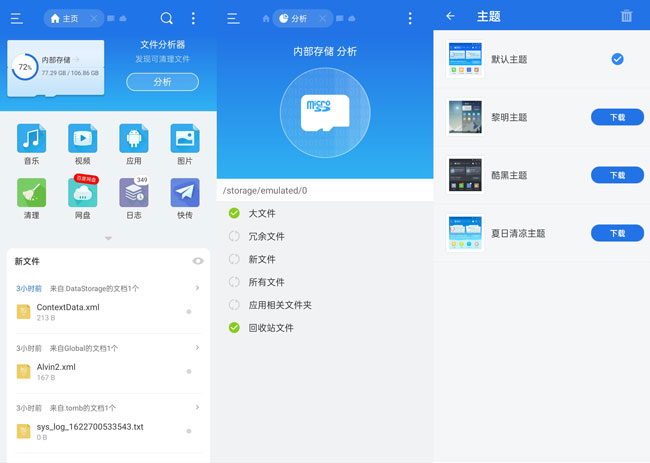 主页
文件分析器
发现可清理文件
分析
72%
内部存储
77.29 GB / 106.86 GB
音乐
视频
应用
图片
百度网盘
349
清理
网盘
日志
快传
新文件
3小时前 来自.DataStorage的文档1个
ContextData.xml
213 B
3小时前 来自Global的文档1个
Alvin2.xml
167 B
3小时前 来自.tomb的文档1个
sys_log_1622700533543.txt
0 B
分析
内部存储 分析
micro
/storage/emulated/0
大文件
冗余文件
新文件
所有文件
应用相关文件夹
回收站文件
主题
默认主题
黎明主题
下载
酷黑主题
下载
夏日清凉主题
下载